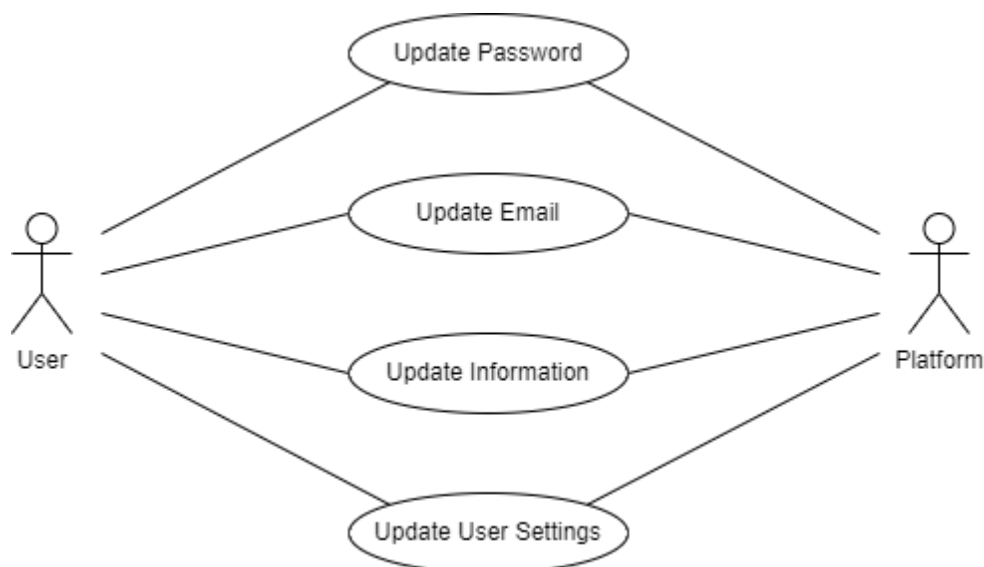 Update Password
Update Email
User
Platform
Update Information
Update User Settings